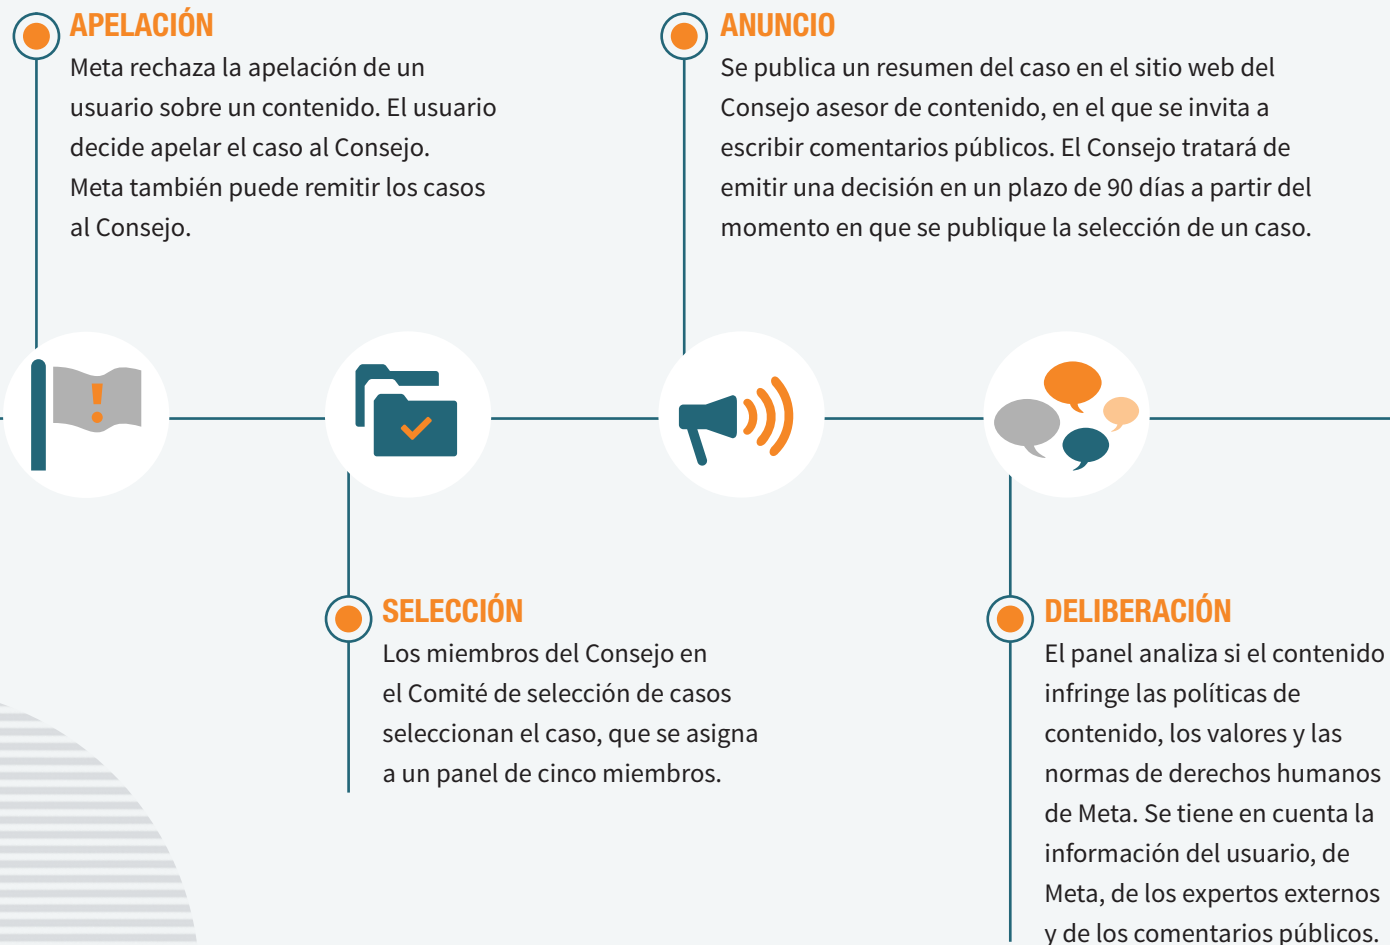 APELACIÓN
Meta rechaza la apelación de un
usuario sobre un contenido. El usuario
decide apelar el caso al Consejo.
Meta también puede remitir los casos
al Consejo.
SELECCIÓN
Los miembros del Consejo en
el Comité de selección de casos
seleccionan el caso, que se asigna
a un panel de cinco miembros.
ANUNCIO
Se publica un resumen del caso en el sitio web del
Consejo asesor de contenido, en el que se invita a
escribir comentarios públicos. El Consejo tratará de
emitir una decisión en un plazo de 90 días a partir del
momento en que se publique la selección de un caso.
DELIBERACIÓN
El panel analiza si el contenido
infringe las políticas de
contenido, los valores y las
normas de derechos humanos
de Meta. Se tiene en cuenta la
información del usuario, de
Meta, de los expertos externos
y de los comentarios públicos.